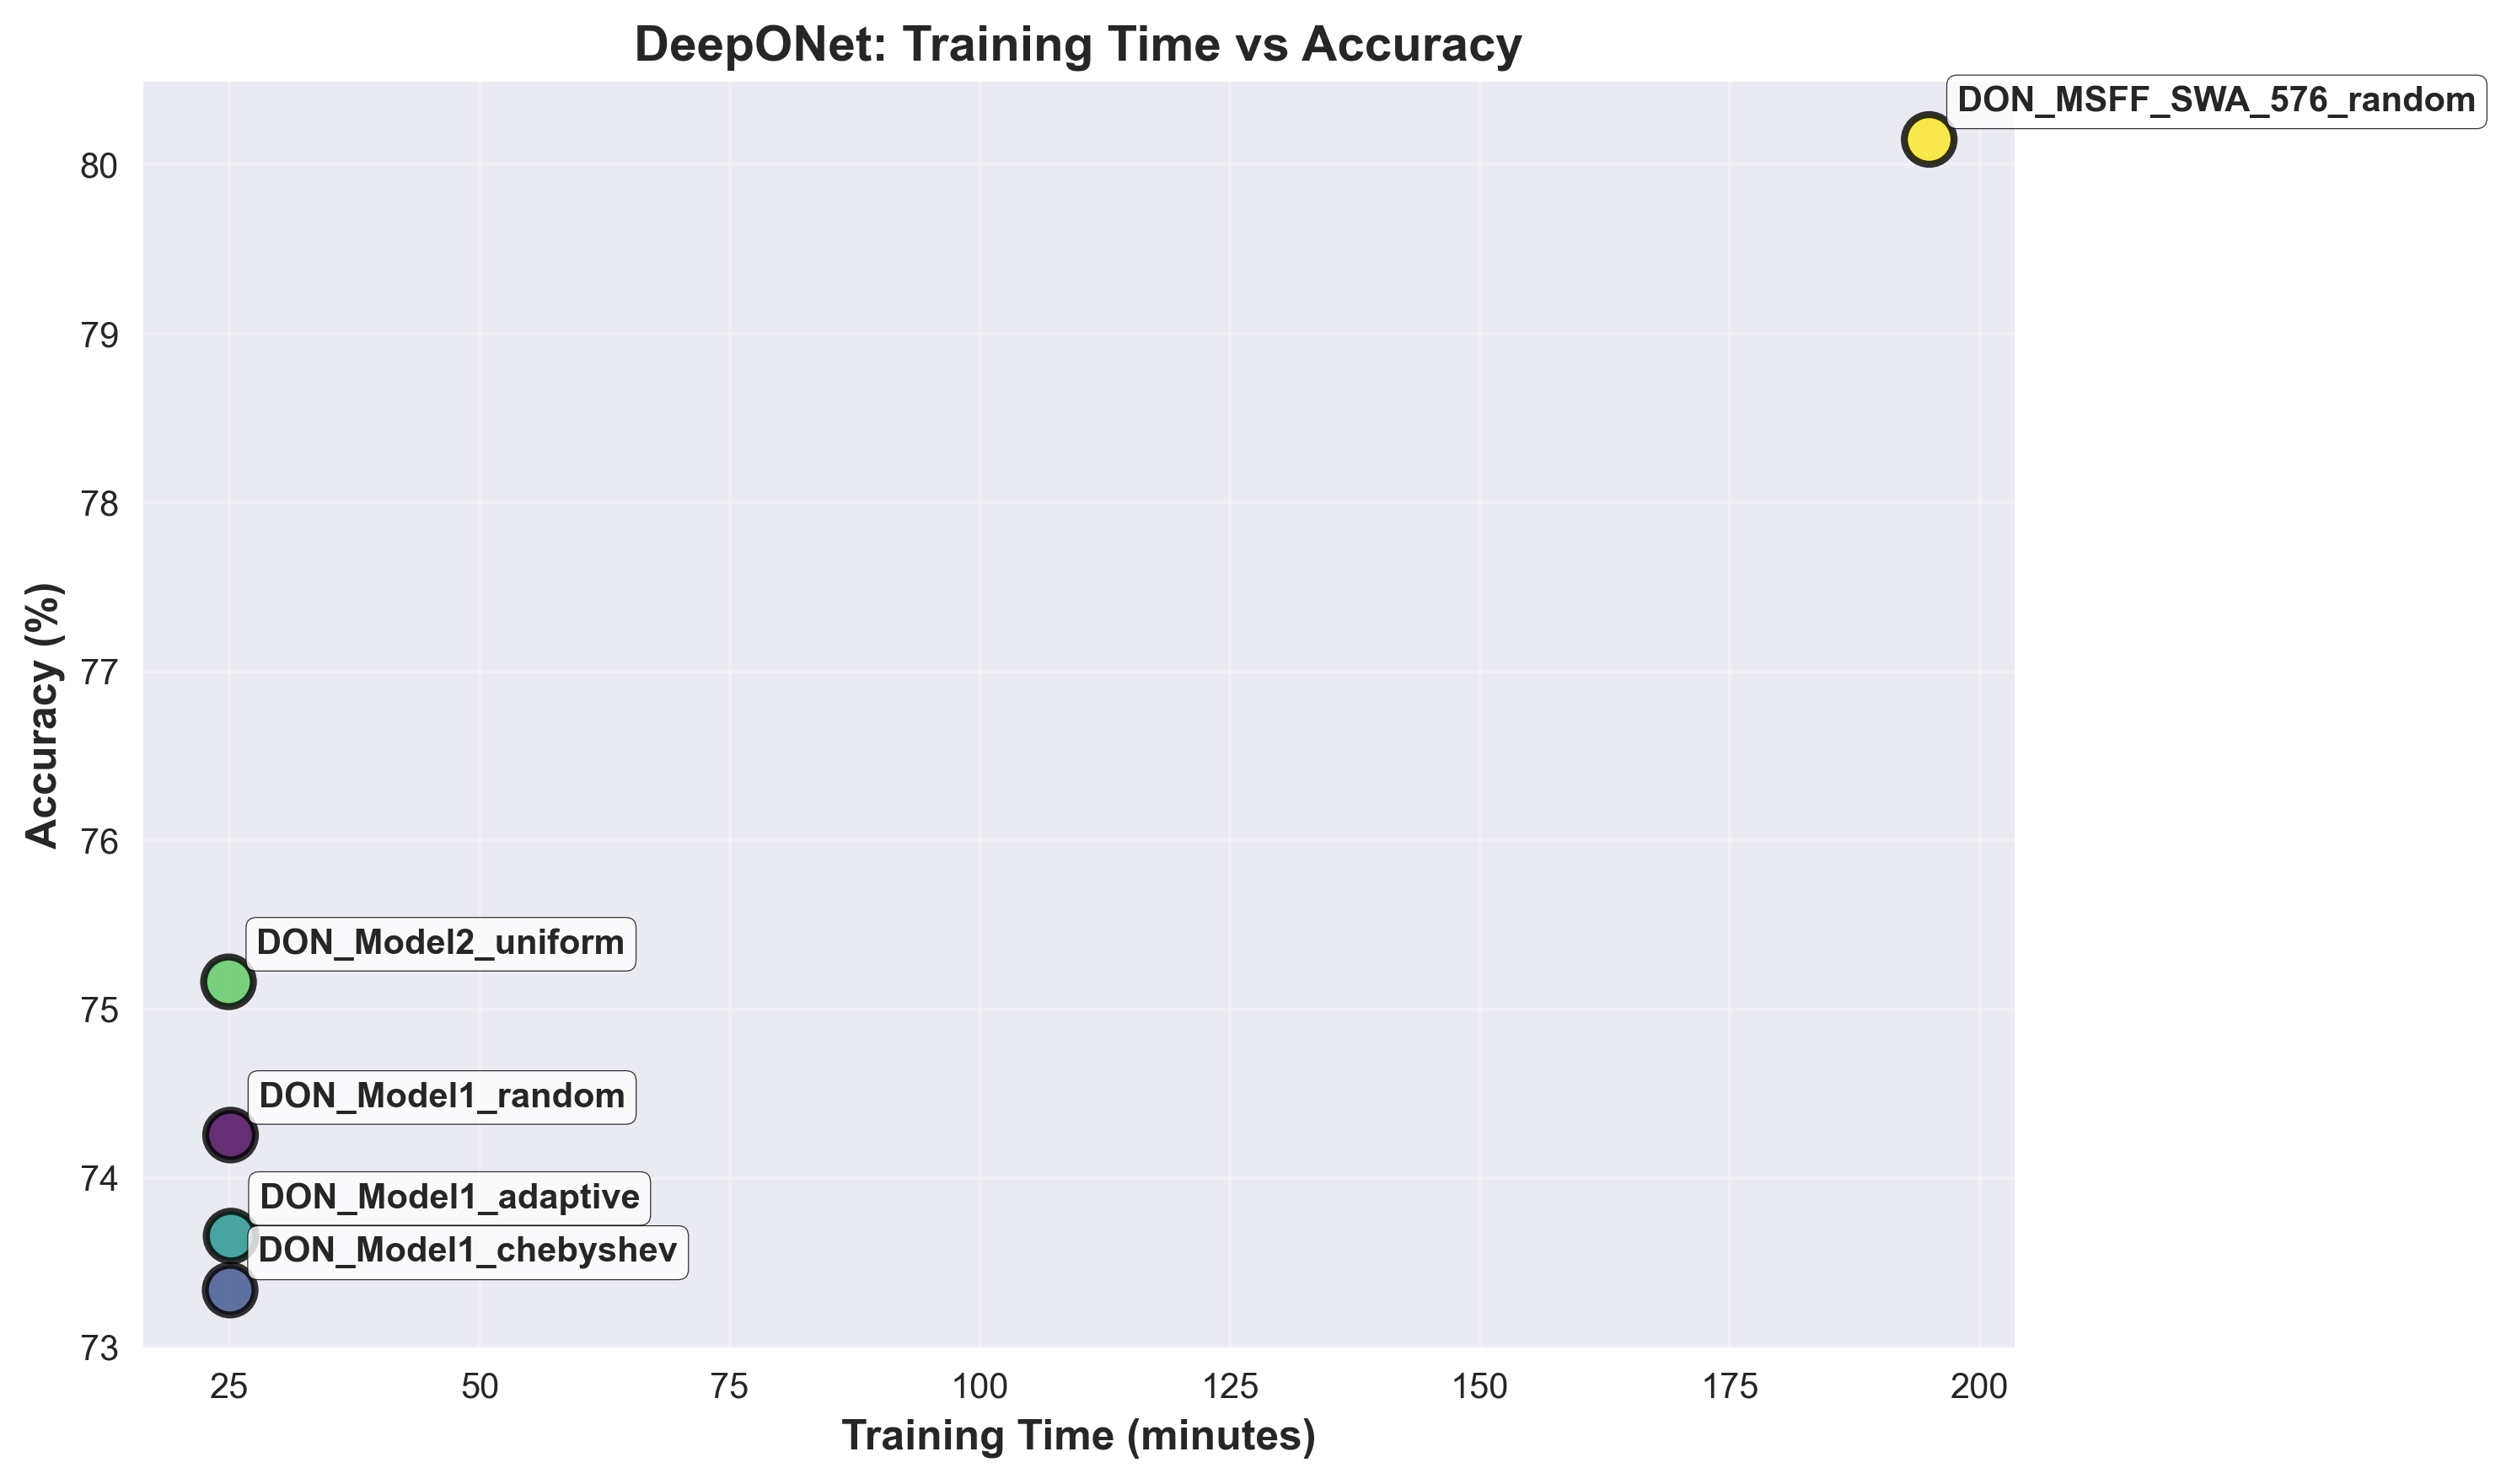 DeepONet: Training Time vs Accuracy
DON_MSFF_SWA_576_random
80
79
78
77
76
75
74
73
Accuracy (%)
DON_Model2_uniform
DON_Model1_random
DON_Model1_adaptive
DON_Model1_chebyshev
25 50 75 100 125 150 175 200
Training Time (minutes)